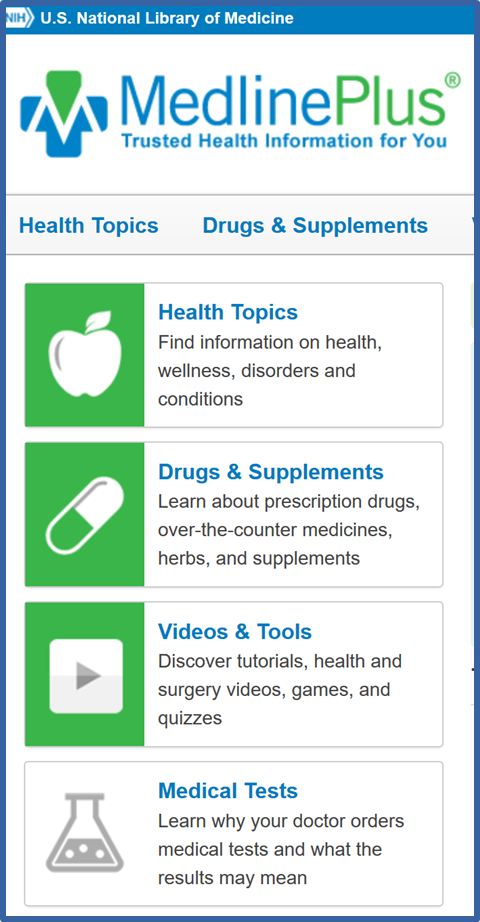 NIH U.S. National Library of Medicine
MedlinePlus®
Trusted Health Information for You
Health Topics Drugs & Supplements
Health Topics
Find information on health,
wellness, disorders and
conditions
Drugs & Supplements
Learn about prescription drugs,
over-the-counter medicines,
herbs, and supplements
Videos & Tools
Discover tutorials, health and
surgery videos, games, and
quizzes
Medical Tests
Learn why your doctor orders
medical tests and what the
results may mean